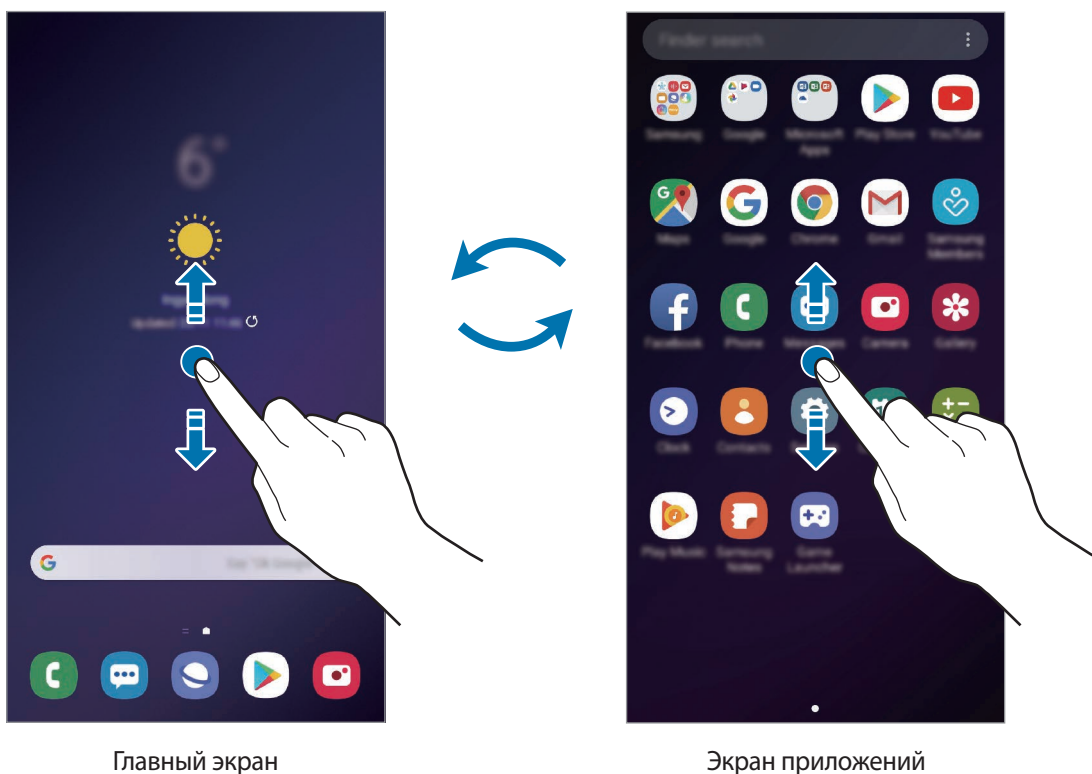 6°
Finder search
Samsung Google Microsoft Apps Play Store YouTube
Maps Google Chrome Gmail Samsung Members
Facebook Phone Camera Gallery
Clock Contacts
Play Music Samsung Notes Game Launcher
Главный экран
Экран приложений